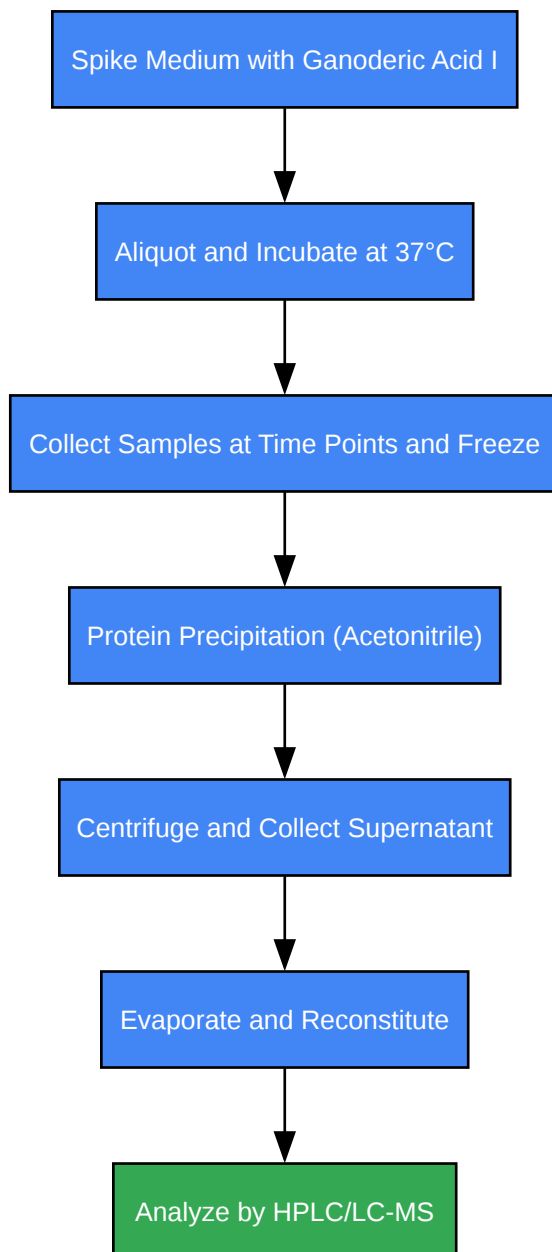 Spike Medium with Ganoderic Acid I
Aliquot and Incubate at 37°C
Collect Samples at Time Points and Freeze
Protein Precipitation (Acetonitrile)
Centrifuge and Collect Supernatant
Evaporate and Reconstitute
Analyze by HPLC/LC-MS